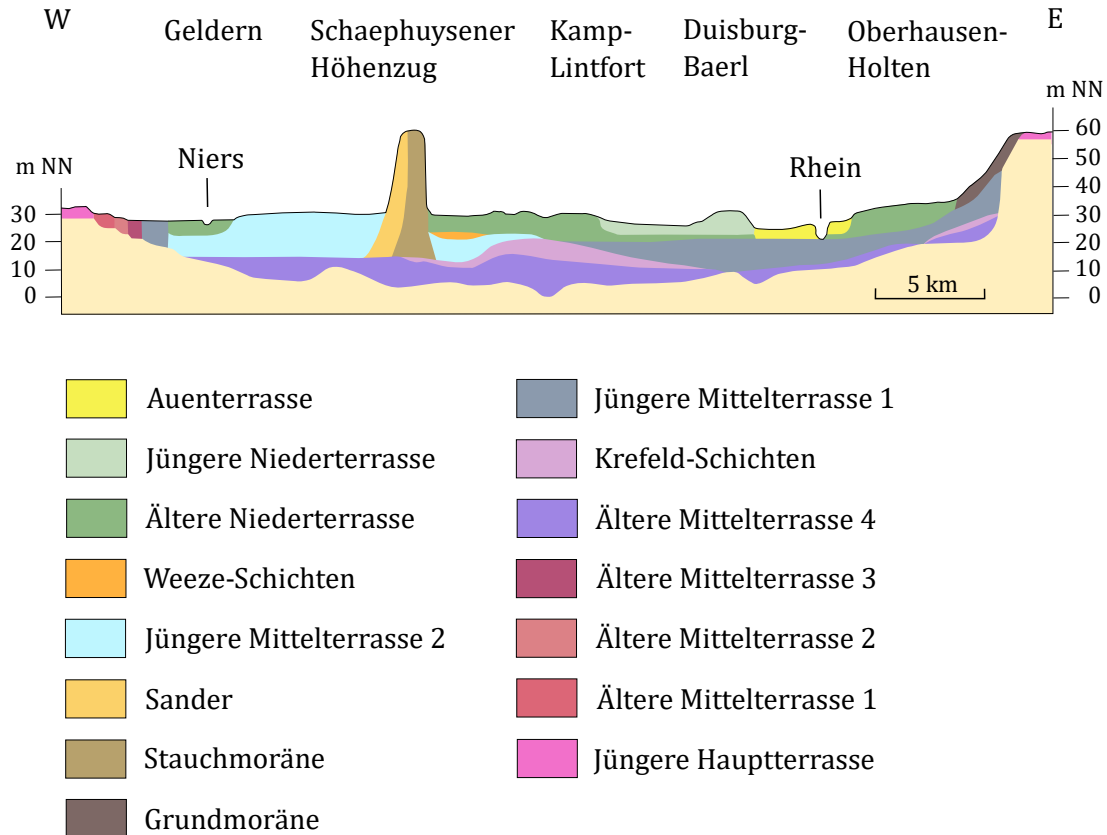 W
Geldern
Schaephuysener
Höhenzug
Kamp-
Lintfort
Duisburg-
Baerl
Oberhausen-
Holten
E
m NN
m NN
Niers
Rhein
30
20
10
0
60
50
40
30
20
10
0
5 km
Auenterrasse
Jüngere Niederterrasse
Ältere Niederterrasse
Weeze-Schichten
Jüngere Mittelterrasse 2
Sander
Stauchmoräne
Grundmoräne
Jüngere Mittelterrasse 1
Krefeld-Schichten
Ältere Mittelterrasse 4
Ältere Mittelterrasse 3
Ältere Mittelterrasse 2
Ältere Mittelterrasse 1
Jüngere Hauptterrasse